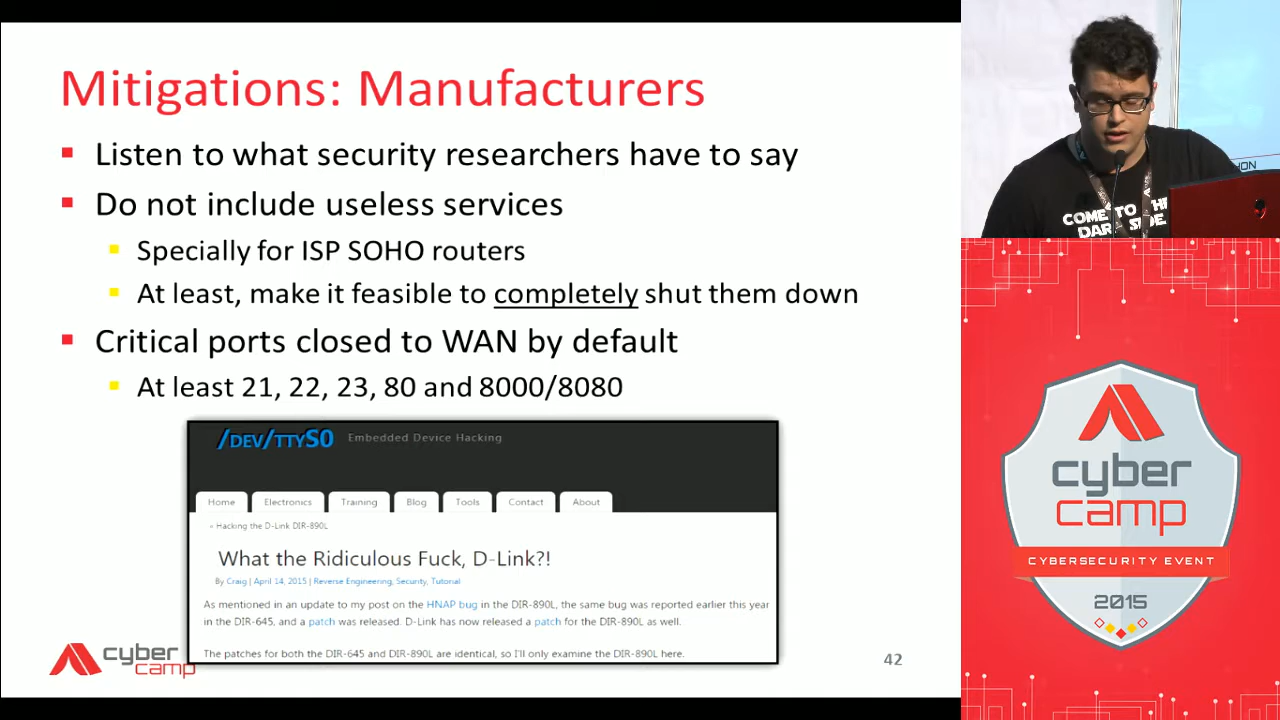 Mitigations: Manufacturers
Listen to what security researchers have to say
Do not include useless services
Specially for ISP SOHO routers
At least, make it feasible to completely shut them down
Critical ports closed to WAN by default
At least 21, 22, 23, 80 and 8000/8080
/DEV/TTYS0 Embedded Device Hacking
Home Electronics Training Blog Tools Contact About
« Hacking the D-Link DIR-890L
What the Ridiculous Fuck, D-Link?!
By Craig | April 14, 2015 | Reverse Engineering, Security, Tutorial
As mentioned in an update to my post on the HNAP bug in the DIR-890L, the same bug was reported earlier this year
in the DIR-645, and a patch was released. D-Link has now released a patch for the DIR-890L as well.
The patches for both the DIR-645 and DIR-890L are identical, so I'll only examine the DIR-890L here.
cyber
camp
42
COME TO THE
DARK SIDE
cyber
camp
CYBERSECURITY EVENT
2015